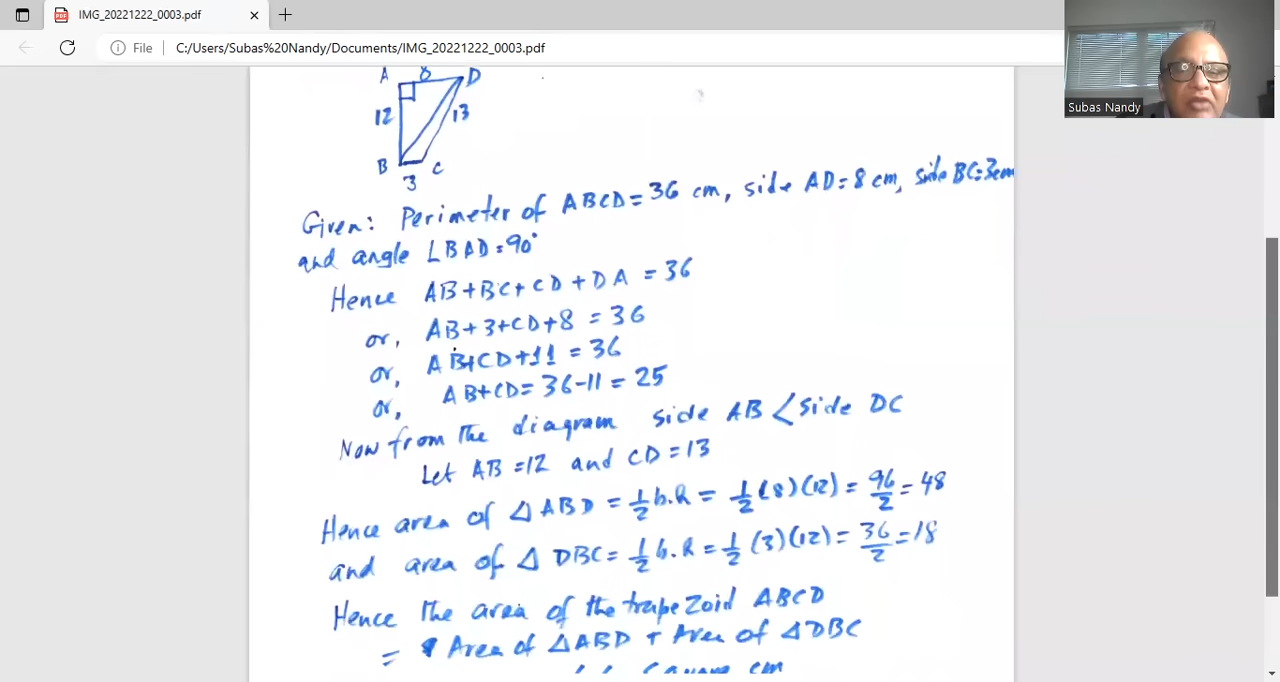 IMG_20221222_0003.pdf
File
C:/Users/Subas%20Nandy/Documents/IMG_20221222_0003.pdf
Subas Nandy
A 8 D
12 13
B C
3
Given: Perimeter of ABCD = 36 cm, side AD = 8 cm, side BC = 3cm
and angle ∠BAD = 90°
Hence AB + BC + CD + DA = 36
or, AB + 3 + CD + 8 = 36
or, AB + CD + 11 = 36
or, AB + CD = 36 - 11 = 25
Now from the diagram side AB < side DC
Let AB = 12 and CD = 13
Hence area of △ABD = 1/2 b.h = 1/2 (8)(12) = 96/2 = 48
and area of △ DBC = 1/2 b.h = 1/2 (3)(12) = 36/2 = 18
Hence the area of the trapezoid ABCD
= Area of △ABD + Area of △DBC
square cm